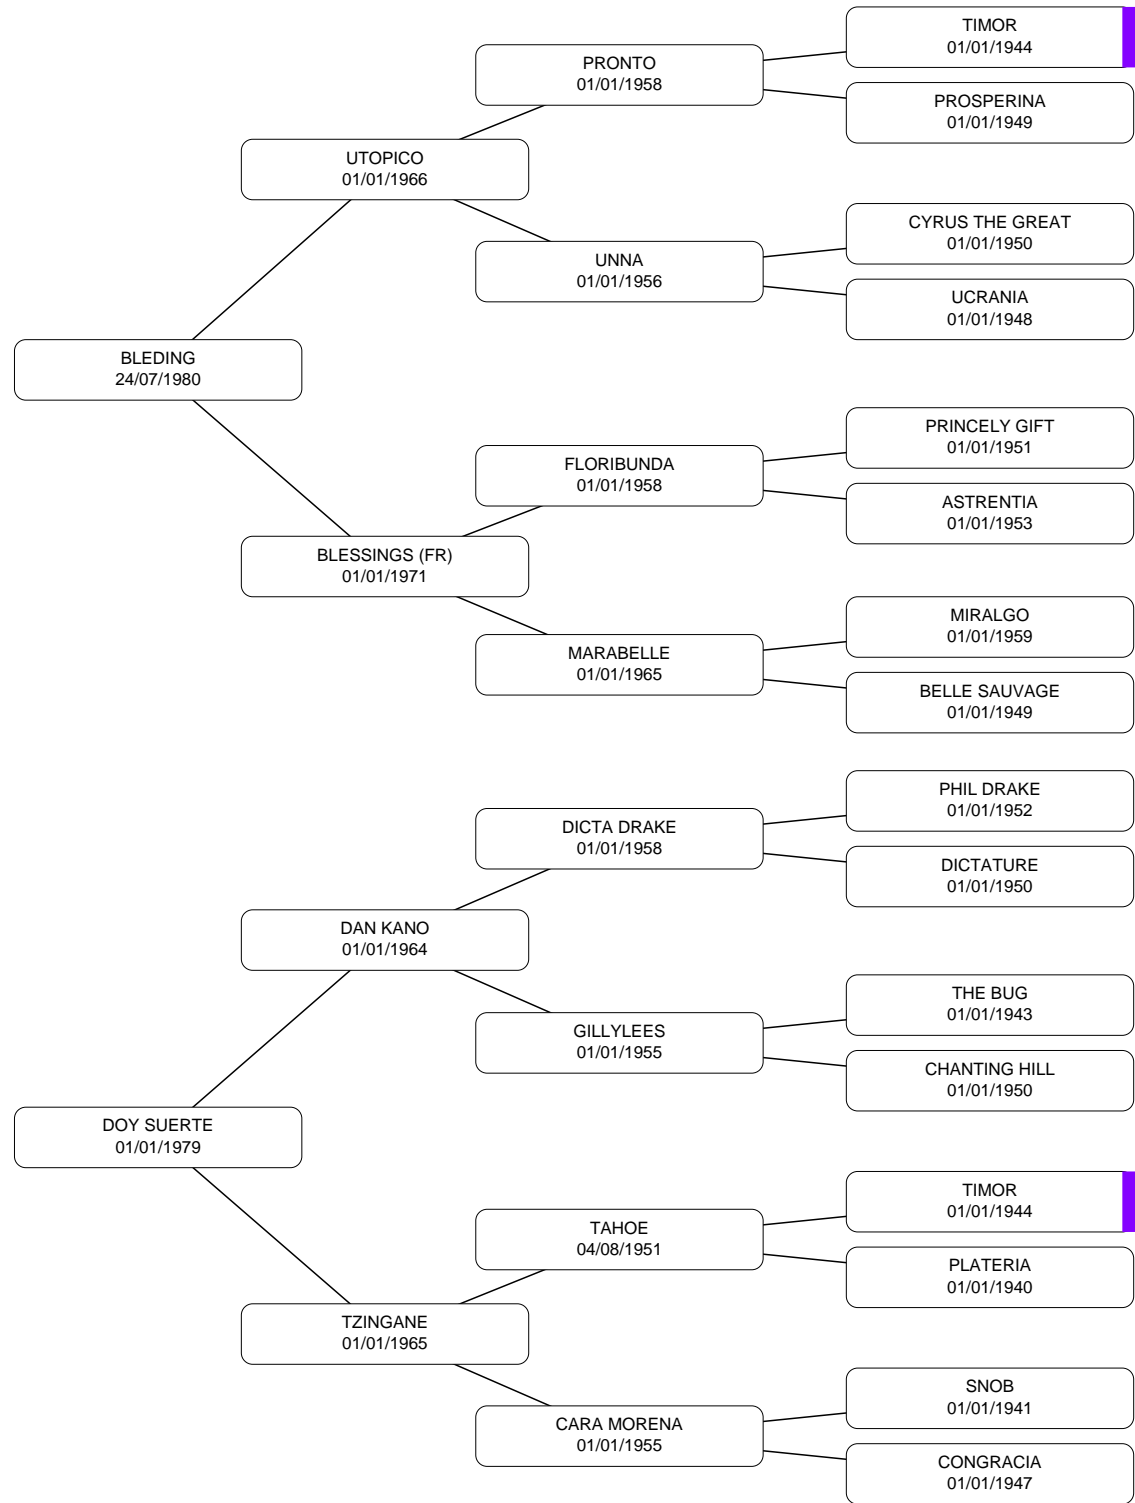 TIMOR
01/01/1944
PRONTO
01/01/1958
PROSPERINA
01/01/1949
UTOPICO
01/01/1966
CYRUS THE GREAT
01/01/1950
UNNA
01/01/1956
UCRANIA
01/01/1948
BLEDING
24/07/1980
PRINCELY GIFT
01/01/1951
FLORIBUNDA
01/01/1958
ASTRENTIA
01/01/1953
BLESSINGS (FR)
01/01/1971
MIRALGO
01/01/1959
MARABELLE
01/01/1965
BELLE SAUVAGE
01/01/1949
PHIL DRAKE
01/01/1952
DICTA DRAKE
01/01/1958
DICTATURE
01/01/1950
DAN KANO
01/01/1964
THE BUG
01/01/1943
GILLYLEES
01/01/1955
CHANTING HILL
01/01/1950
DOY SUERTE
01/01/1979
TIMOR
01/01/1944
TAHOE
04/08/1951
PLATERIA
01/01/1940
TZINGANE
01/01/1965
SNOB
01/01/1941
CARA MORENA
01/01/1955
CONGRACIA
01/01/1947